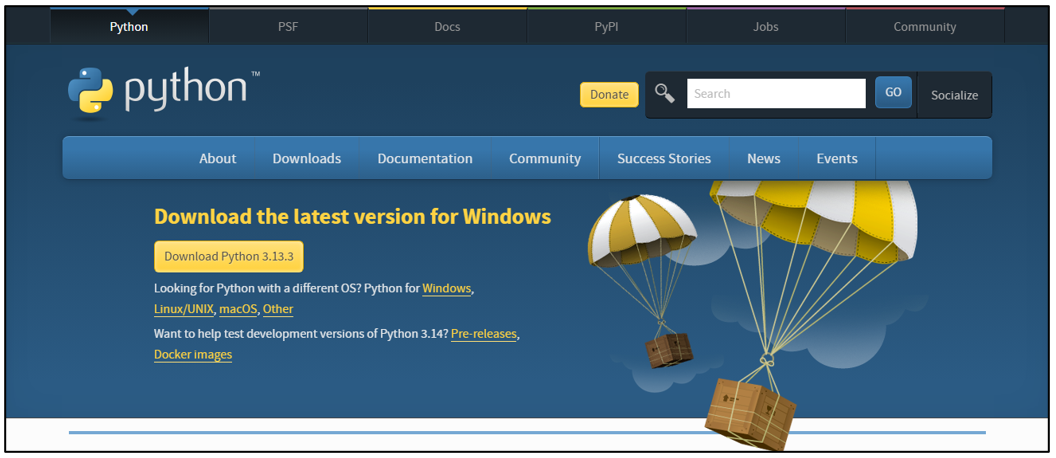 Python PSF Docs PyPI Jobs Community
python™
Donate Search GO Socialize
About Downloads Documentation Community Success Stories News Events
Download the latest version for Windows
Download Python 3.13.3
Looking for Python with a different OS? Python for Windows,
Linux/UNIX, macOS, Other
Want to help test development versions of Python 3.14? Pre-releases,
Docker images